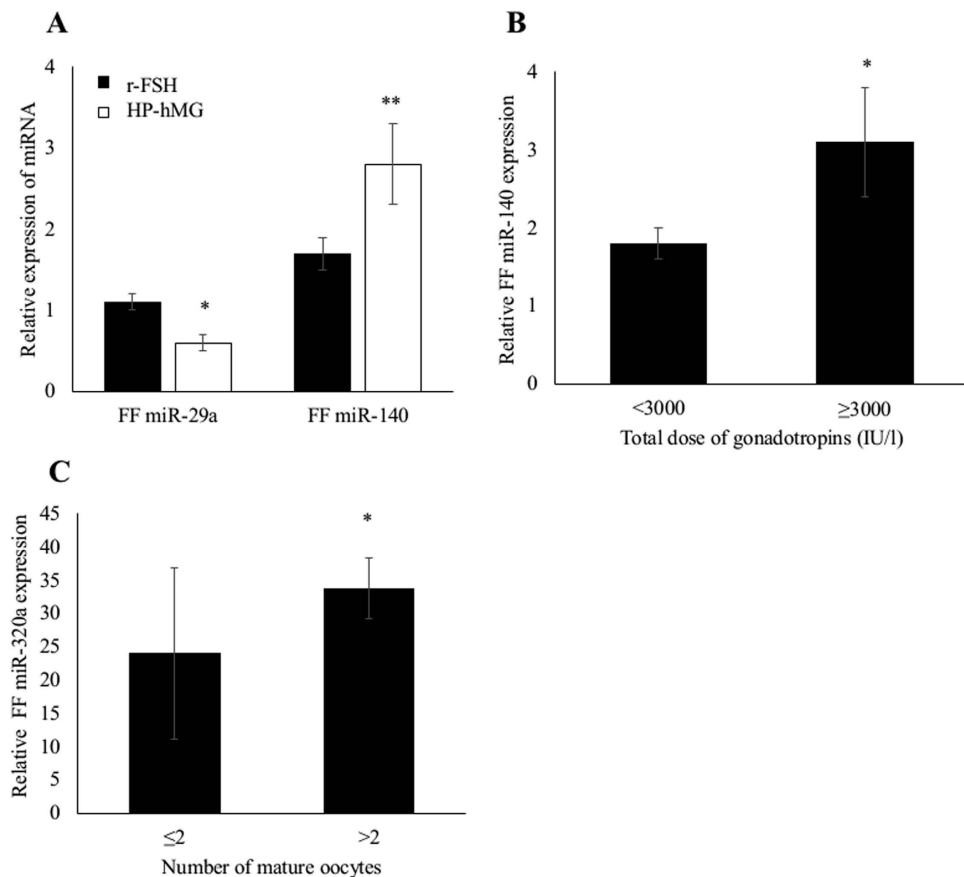 A
Relative expression of miRNA
4
3
2
1
0
r-FSH
HP-hMG
*
**
FF miR-29a
FF miR-140
B
Relative FF miR-140 expression
4
3
2
1
0
*
<3000
≥3000
Total dose of gonadotropins (IU/l)
C
Relative FF miR-320a expression
45
40
35
30
25
20
15
10
5
0
*
≤2
>2
Number of mature oocytes